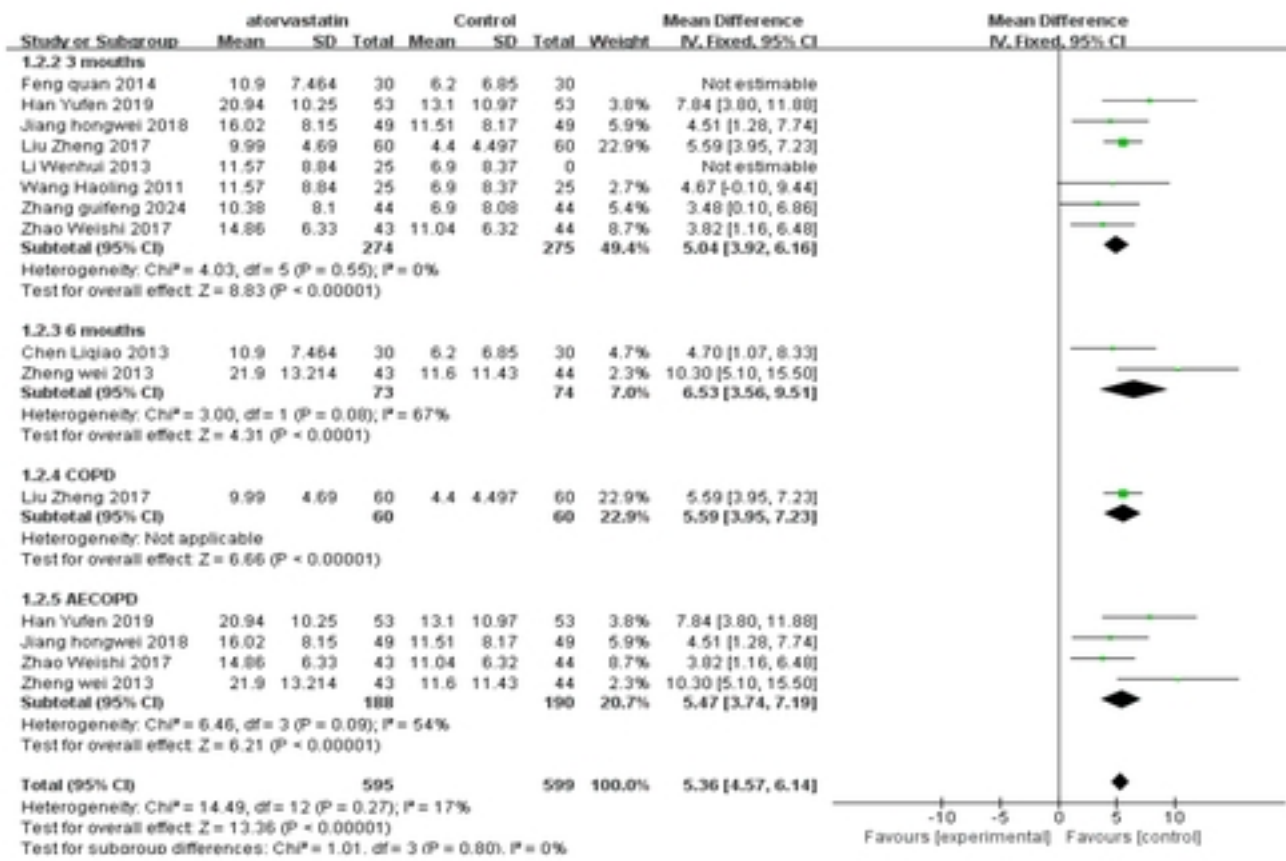 atorvastatin Control Mean Difference Mean Difference
Study or Subgroup Mean SD Total Mean SD Total Weight IV, Fixed, 95% CI IV, Fixed, 95% CI
1.2.2 3 mouths
Feng quan 2014 10.9 7.464 30 6.2 6.85 30 Not estimable
Han Yufen 2019 20.94 10.25 53 13.1 10.97 53 3.8% 7.84 [3.80, 11.88]
Jiang hongwei 2018 16.02 8.15 49 11.51 8.17 49 5.9% 4.51 [1.28, 7.74]
Liu Zheng 2017 9.99 4.69 60 4.4 4.497 60 22.9% 5.59 [3.95, 7.23]
Li Wenhui 2013 11.57 8.84 25 6.9 8.37 0 Not estimable
Wang Haoling 2011 11.57 8.84 25 6.9 8.37 25 2.7% 4.67 [-0.10, 9.44]
Zhang guifeng 2024 10.38 8.1 44 6.9 8.08 44 5.4% 3.48 [0.10, 6.86]
Zhao Weishi 2017 14.86 6.33 43 11.04 6.32 44 8.7% 3.82 [1.16, 6.48]
Subtotal (95% CI) 274 275 49.4% 5.04 [3.92, 6.16]
Heterogeneity: Chi² = 4.03, df = 5 (P = 0.55); I² = 0%
Test for overall effect: Z = 8.83 (P < 0.00001)
1.2.3 6 mouths
Chen Liqiao 2013 10.9 7.464 30 6.2 6.85 30 4.7% 4.70 [1.07, 8.33]
Zheng wei 2013 21.9 13.214 43 11.6 11.43 44 2.3% 10.30 [5.10, 15.50]
Subtotal (95% CI) 73 74 7.0% 6.53 [3.56, 9.51]
Heterogeneity: Chi² = 3.00, df = 1 (P = 0.08); I² = 67%
Test for overall effect: Z = 4.31 (P < 0.0001)
1.2.4 COPD
Liu Zheng 2017 9.99 4.69 60 4.4 4.497 60 22.9% 5.59 [3.95, 7.23]
Subtotal (95% CI) 60 60 22.9% 5.59 [3.95, 7.23]
Heterogeneity: Not applicable
Test for overall effect: Z = 6.66 (P < 0.00001)
1.2.5 AECOPD
Han Yufen 2019 20.94 10.25 53 13.1 10.97 53 3.8% 7.84 [3.80, 11.88]
Jiang hongwei 2018 16.02 8.15 49 11.51 8.17 49 5.9% 4.51 [1.28, 7.74]
Zhao Weishi 2017 14.86 6.33 43 11.04 6.32 44 8.7% 3.82 [1.16, 6.48]
Zheng wei 2013 21.9 13.214 43 11.6 11.43 44 2.3% 10.30 [5.10, 15.50]
Subtotal (95% CI) 188 190 20.7% 5.47 [3.74, 7.19]
Heterogeneity: Chi² = 6.46, df = 3 (P = 0.09); I² = 54%
Test for overall effect: Z = 6.21 (P < 0.00001)
Total (95% CI) 595 599 100.0% 5.36 [4.57, 6.14]
Heterogeneity: Chi² = 14.49, df = 12 (P = 0.27); I² = 17%
Test for overall effect: Z = 13.36 (P < 0.00001)
Test for subgroup differences: Chi² = 1.01, df = 3 (P = 0.80), I² = 0%
-10 -5 0 5 10
Favours [experimental] Favours [control]